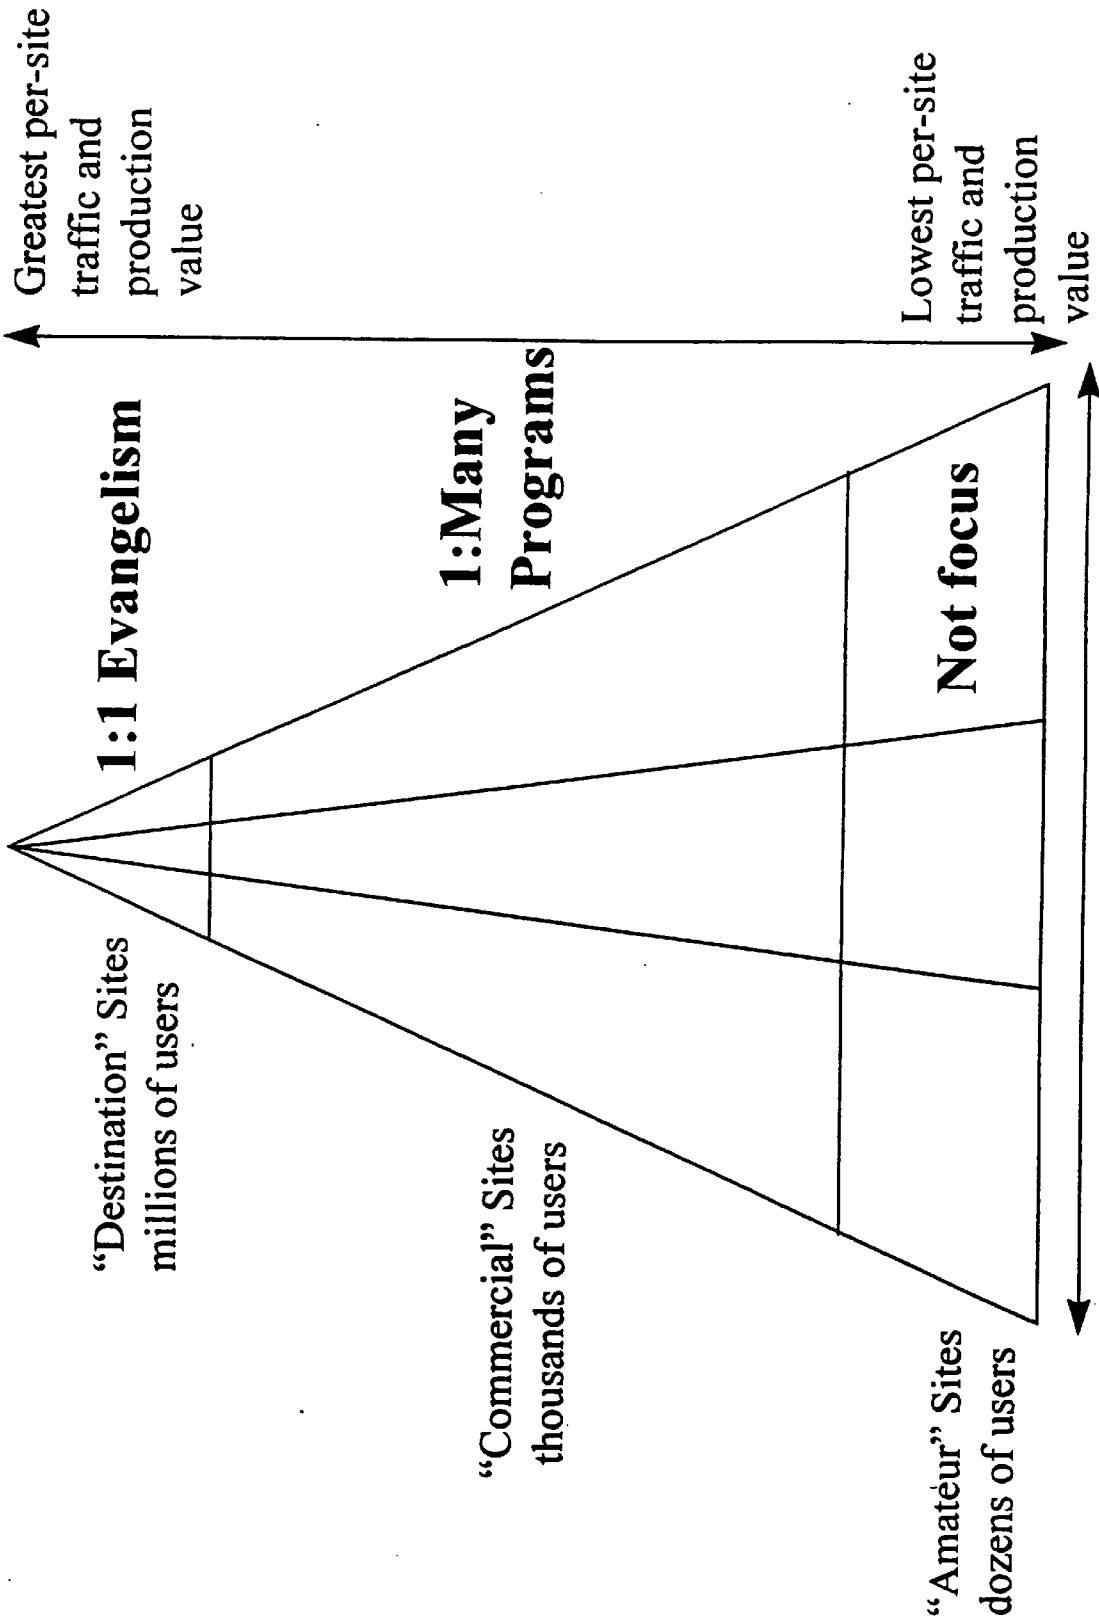 Greatest per-site
traffic and
production
value
1:1 Evangelism
“Destination” Sites
millions of users
1:Many
Programs
“Commercial” Sites
thousands of users
Lowest per-site
traffic and
production
value
Not focus
“Amateur” Sites
dozens of users